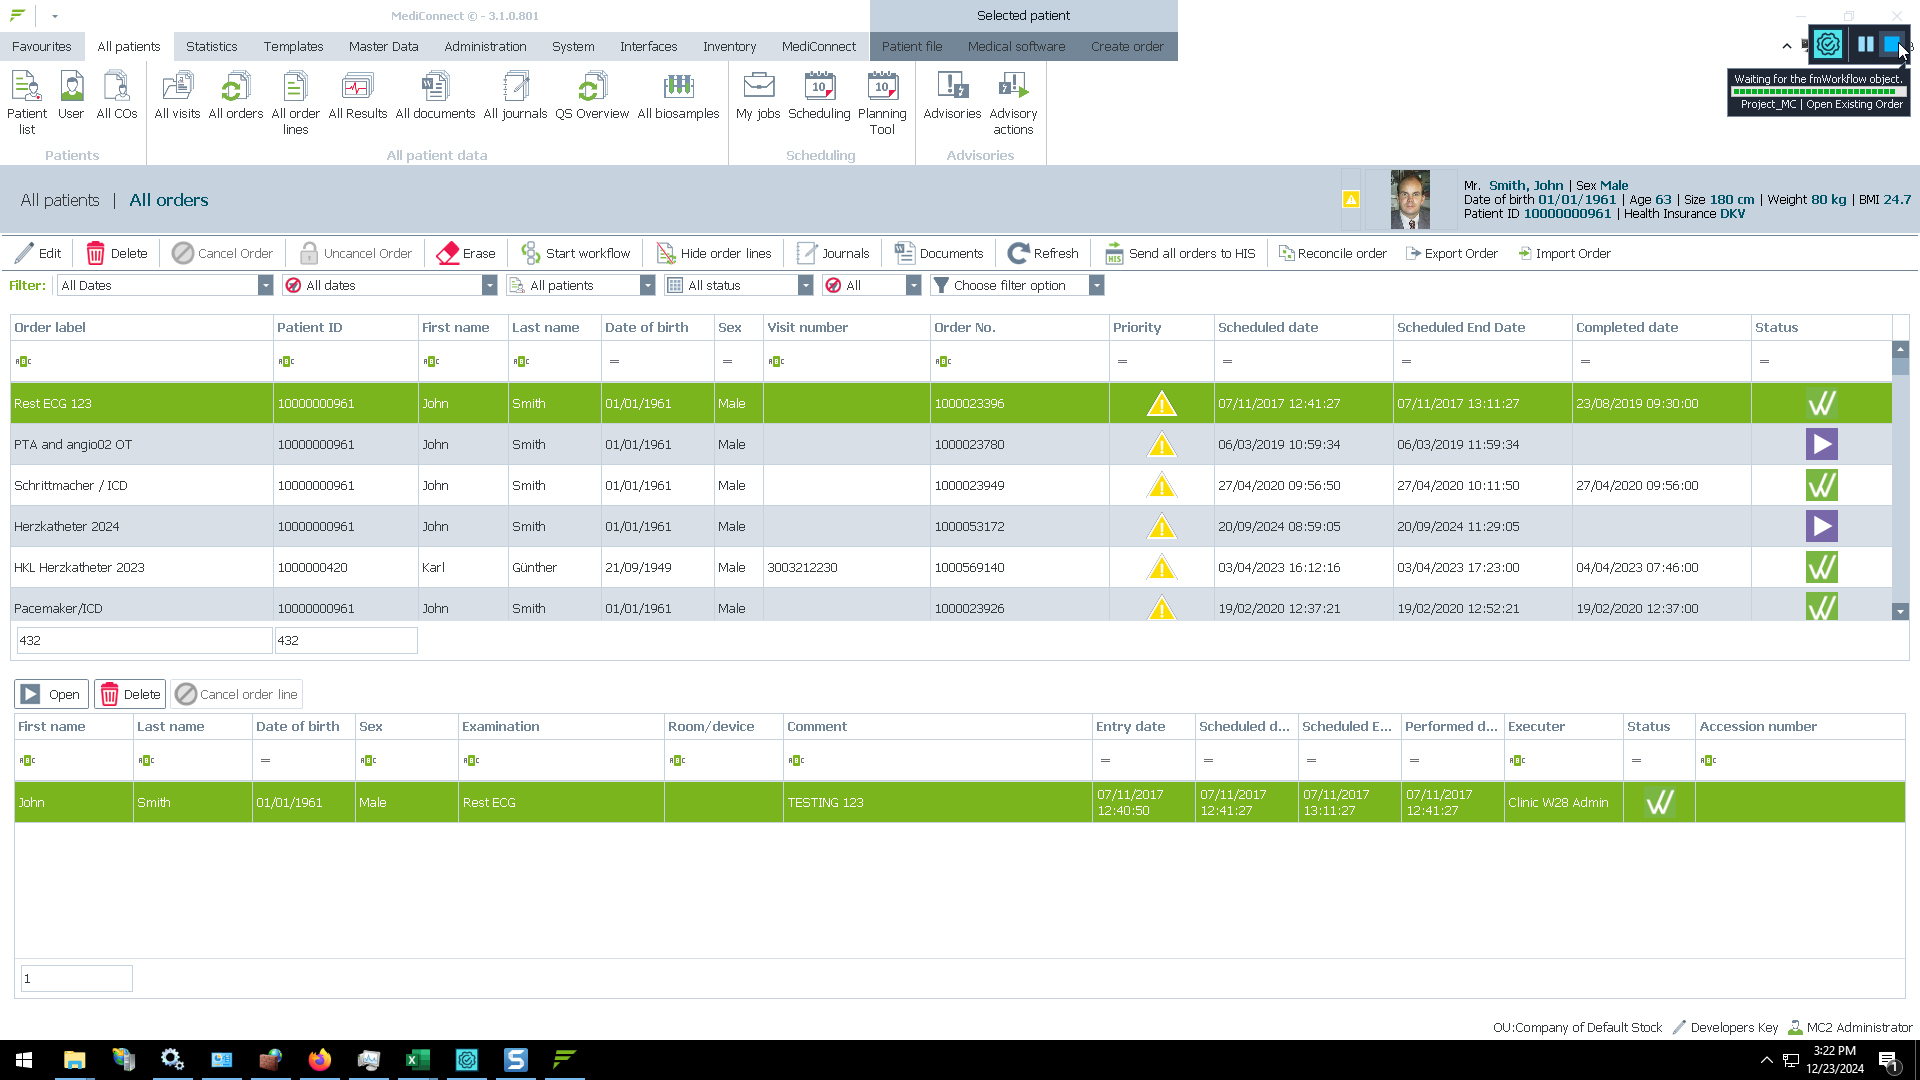 MediConnect © - 3.1.0.801
Selected patient
Favourites All patients Statistics Templates Master Data Administration System Interfaces Inventory MediConnect Patient file Medical software Create order
Waiting for the fmWorkflow object.
Project_MC | Open Existing Order
Patient list User All COs All visits All orders All order lines All Results All documents All journals QS Overview All biosamples My jobs Scheduling Planning Tool Advisories Advisory actions
Patients All patient data Scheduling Advisories
All patients | All orders
Mr. Smith, John | Sex Male
Date of birth 01/01/1961 | Age 63 | Size 180 cm | Weight 80 kg | BMI 24.7
Patient ID 10000000961 | Health Insurance DKV
Edit Delete Cancel Order Uncancel Order Erase Start workflow Hide order lines Journals Documents Refresh Send all orders to HIS Reconcile order Export Order Import Order
Filter: All Dates All dates All patients All status All Choose filter option
Order label Patient ID First name Last name Date of birth Sex Visit number Order No. Priority Scheduled date Scheduled End Date Completed date Status
Rest ECG 123 10000000961 John Smith 01/01/1961 Male 1000023396 07/11/2017 12:41:27 07/11/2017 13:11:27 23/08/2019 09:30:00
PTA and angio02 OT 10000000961 John Smith 01/01/1961 Male 1000023780 06/03/2019 10:59:34 06/03/2019 11:59:34
Schrittmacher / ICD 10000000961 John Smith 01/01/1961 Male 1000023949 27/04/2020 09:56:50 27/04/2020 10:11:50 27/04/2020 09:56:00
Herzkatheter 2024 10000000961 John Smith 01/01/1961 Male 1000053172 20/09/2024 08:59:05 20/09/2024 11:29:05
HKL Herzkatheter 2023 1000000420 Karl Günther 21/09/1949 Male 3003212230 1000569140 03/04/2023 16:12:16 03/04/2023 17:23:00 04/04/2023 07:46:00
Pacemaker/ICD 10000000961 John Smith 01/01/1961 Male 1000023926 19/02/2020 12:37:21 19/02/2020 12:52:21 19/02/2020 12:37:00
432 432
Open Delete Cancel order line
First name Last name Date of birth Sex Examination Room/device Comment Entry date Scheduled d... Scheduled E... Performed d... Executer Status Accession number
John Smith 01/01/1961 Male Rest ECG TESTING 123 07/11/2017 12:40:50 07/11/2017 12:41:27 07/11/2017 13:11:27 07/11/2017 12:41:27 Clinic W28 Admin
1
OU:Company of Default Stock Developers Key MC2 Administrator
3:22 PM
12/23/2024
1